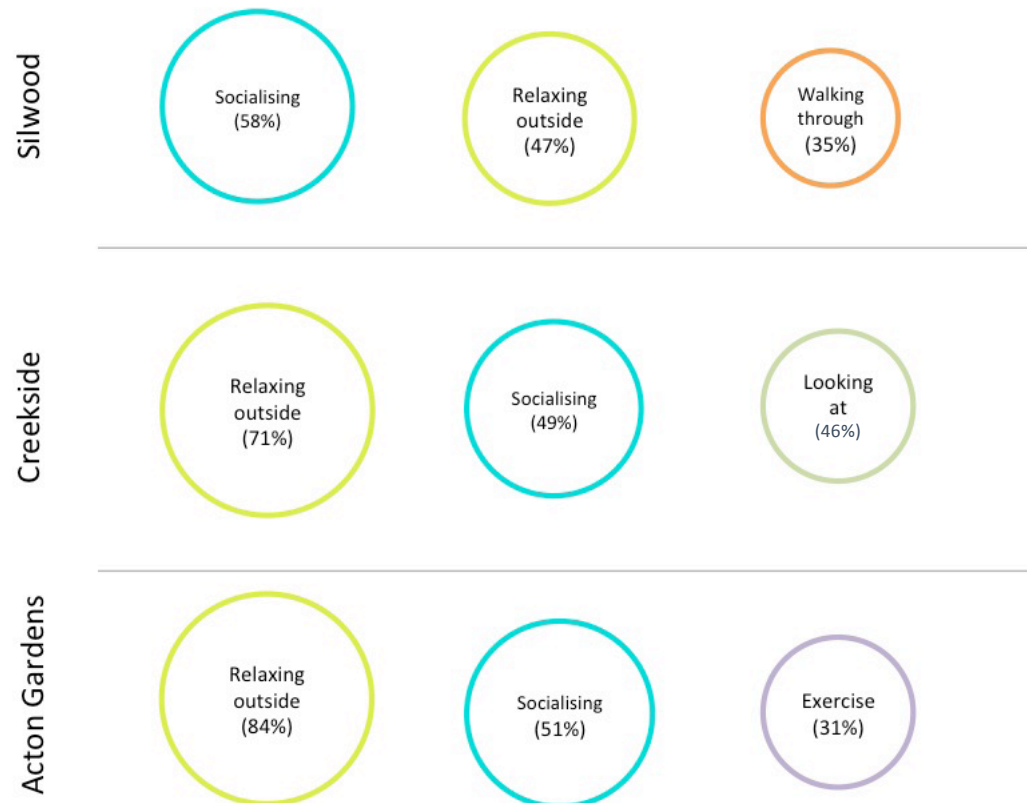 Silwood
Socialising
(58%)
Relaxing
outside
(47%)
Walking
through
(35%)
Creekside
Relaxing
outside
(71%)
Socialising
(49%)
Looking
at
(46%)
Acton Gardens
Relaxing
outside
(84%)
Socialising
(51%)
Exercise
(31%)